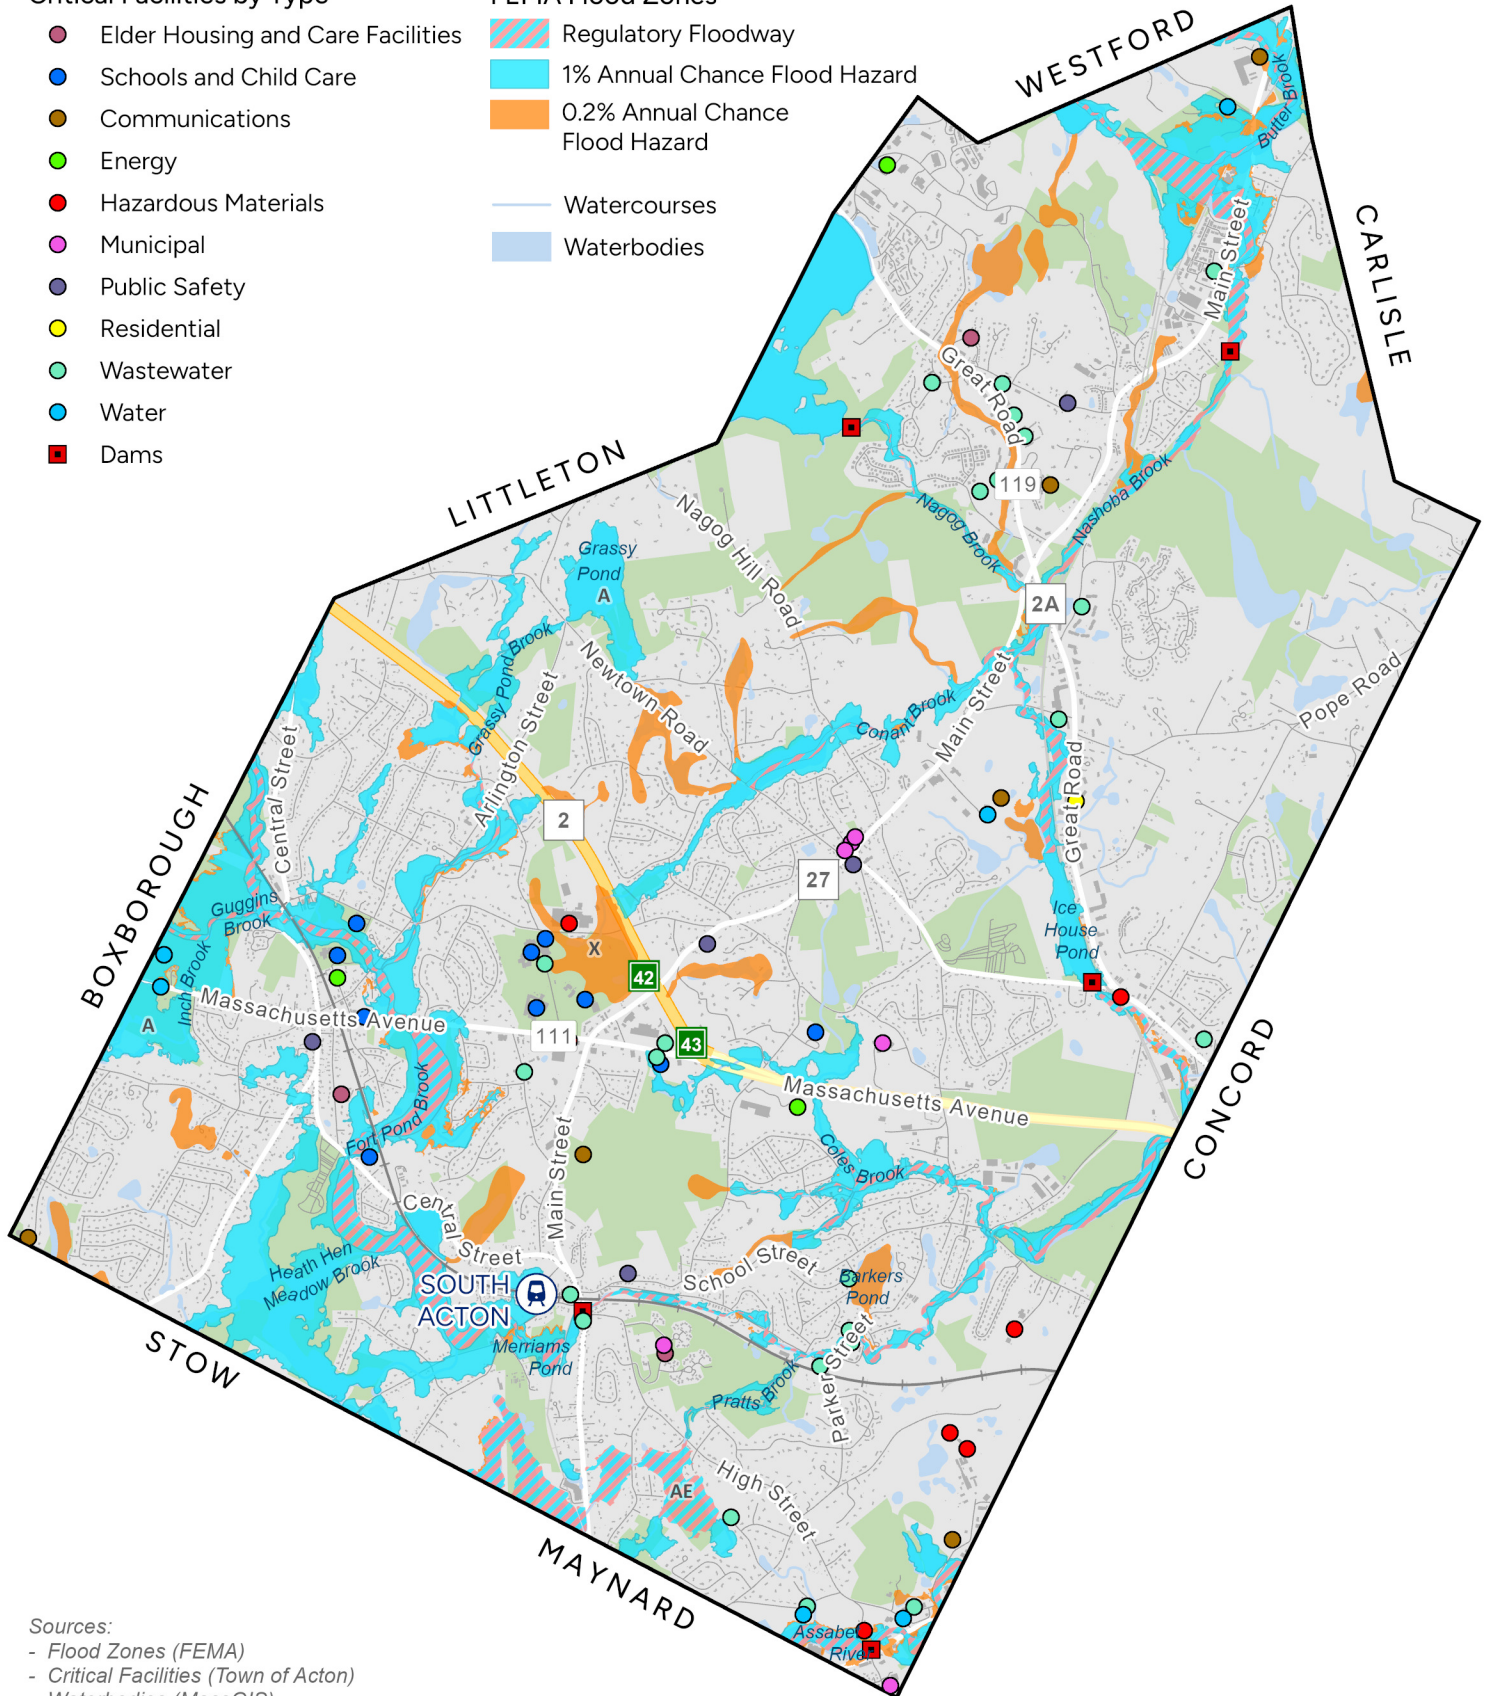 Critical Facilities by Type
Elder Housing and Care Facilities
Schools and Child Care
Communications
Energy
Hazardous Materials
Municipal
Public Safety
Residential
Wastewater
Water
Dams
FEMA Flood Zones
Regulatory Floodway
1% Annual Chance Flood Hazard
0.2% Annual Chance
Flood Hazard
Watercourses
Waterbodies
WESTFORD
CARLISLE
LITTLETON
BOXBOROUGH
CONCORD
STOW
MAYNARD
Butter Brook
Main Street
Great Road
119
Nagog Brook
Nashoba Brook
Nagog Hill Road
2A
Grassy
Pond
A
Grassy Pond Brook
Arlington Street
Newtown Road
Conant Brook
Main Street
Pope Road
Central Street
2
27
Great Road
Guggins
Brook
Inch Brook
A
X
42
Ice
House
Pond
Massachusetts Avenue
111
43
Massachusetts Avenue
Fort Pond Brook
Coles Brook
Main Street
Central Street
Heath Hen
Meadow Brook
SOUTH
ACTON
School Street
Barkers
Pond
Merriams
Pond
Parker Street
Pratts Brook
AE
High Street
Assabet
River
Sources:
- Flood Zones (FEMA)
- Critical Facilities (Town of Acton)
- Waterbodies (MassGIS)